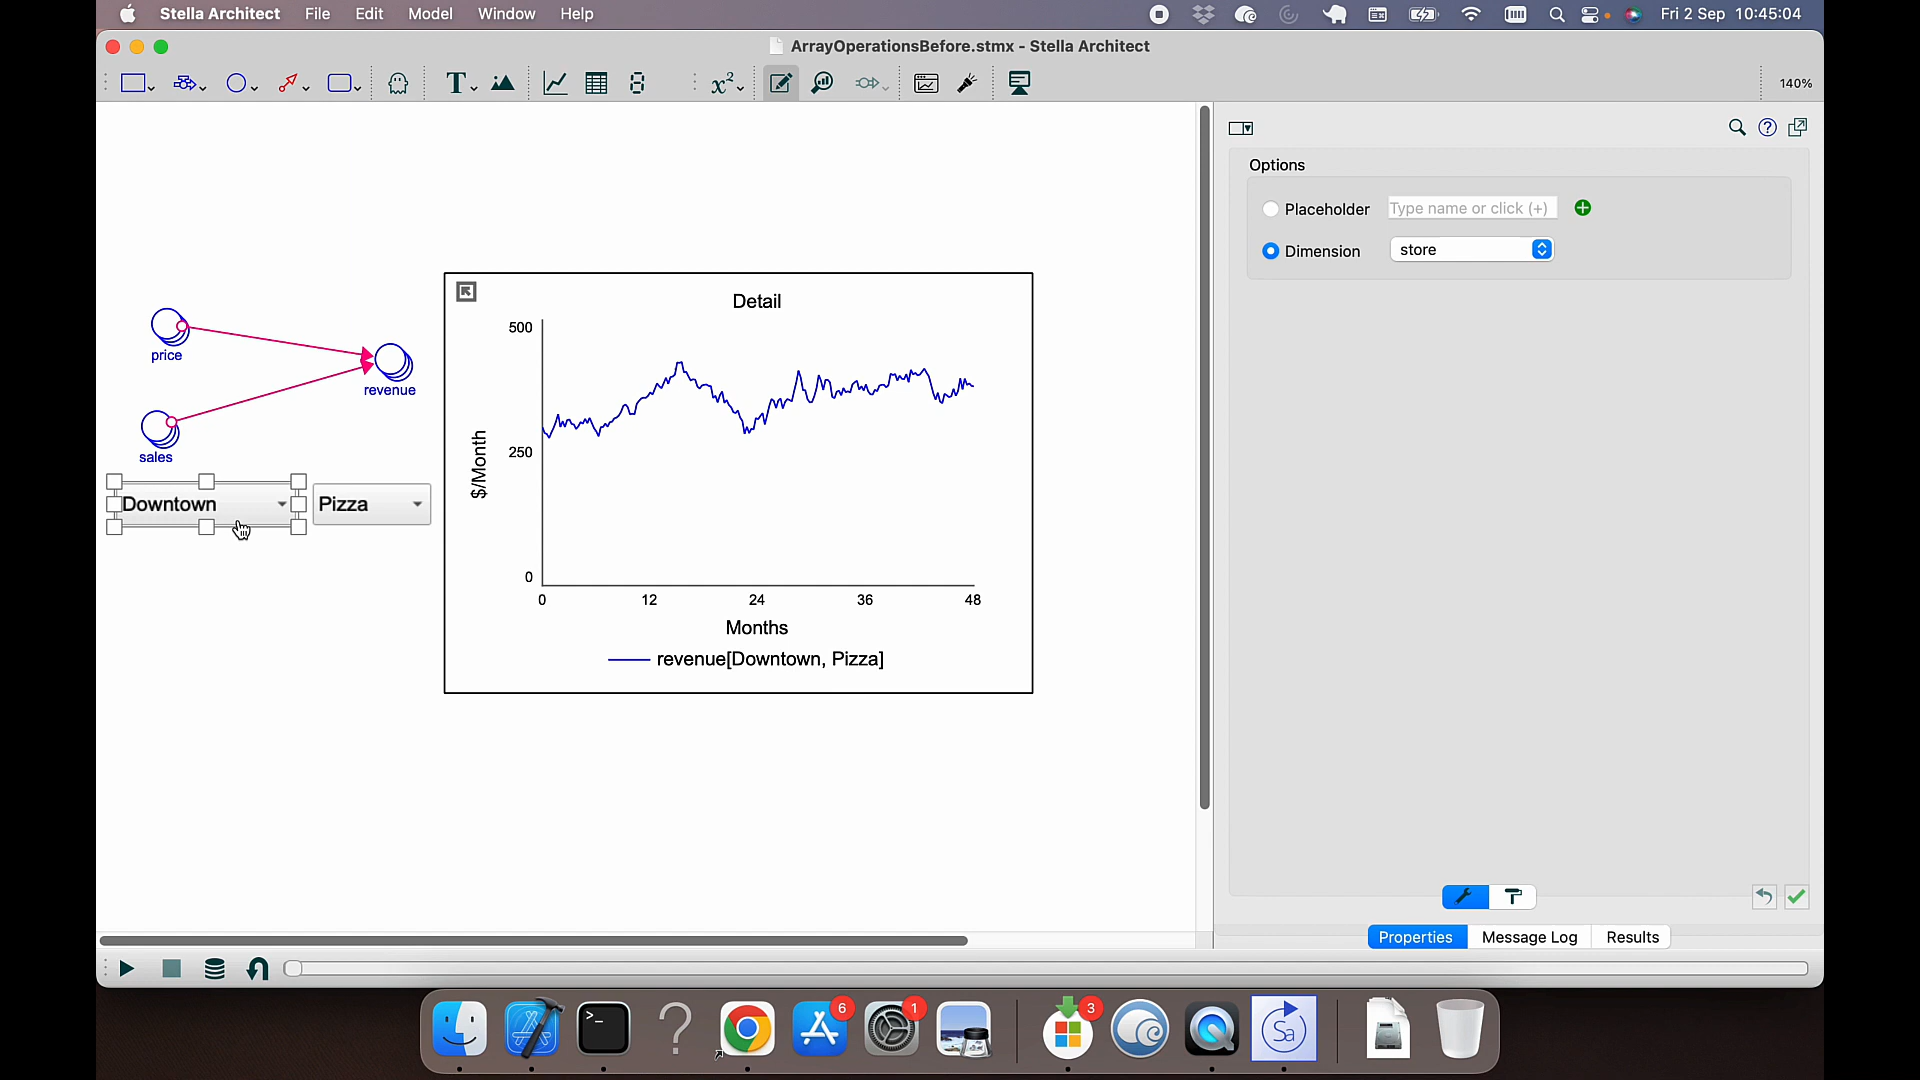 Stella Architect File Edit Model Window Help Fri 2 Sep 10:45:04
ArrayOperationsBefore.stmx - Stella Architect
T x² 140%
Options
Placeholder Type name or click (+)
Dimension store
price
revenue
sales
Downtown Pizza
Detail
500
250
0
$/Month
0 12 24 36 48
Months
revenue[Downtown, Pizza]
Properties Message Log Results
>_ ? 6 1 3 Sa